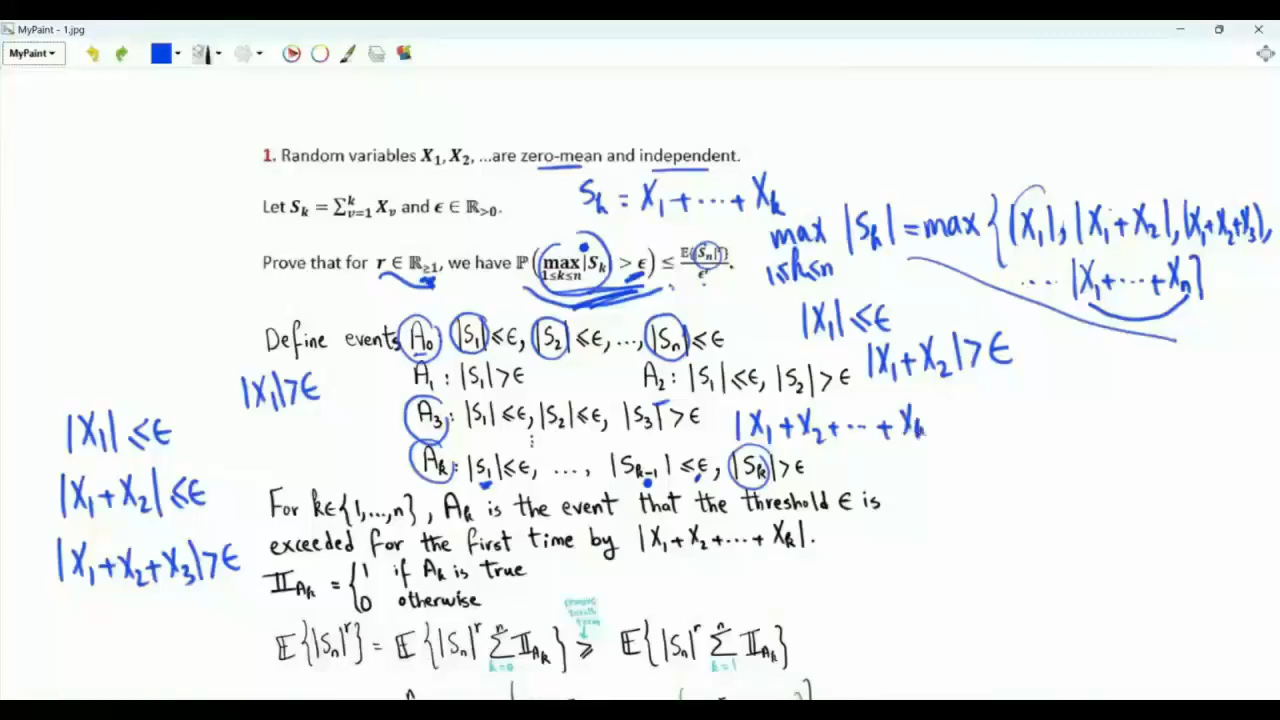 MyPaint - 1.jpg
MyPaint
1. Random variables X₁, X₂, ...are zero-mean and independent.
Let Sₖ = ∑ᵏᵥ₌₁ Xᵥ and ϵ ∈ ℝ>₀.
Sₖ = X₁ + ⋯ + Xₖ
Prove that for r ∈ ℝ≥₁, we have ℙ(max 1≤k≤n |Sₖ| > ϵ) ≤ 𝔼{|Sₙ|ʳ}/ϵʳ.
max 1≤k≤n |Sₖ| = max{|X₁|, |X₁+X₂|, |X₁+X₂+X₃|,
... |X₁+⋯+Xₙ|}
Define events A₀: |S₁|≤ϵ, |S₂|≤ϵ, ..., |Sₙ|≤ϵ
|X₁|≤ϵ
|X₁+X₂|>ϵ
A₁: |S₁|>ϵ A₂: |S₁|≤ϵ, |S₂|>ϵ
|X₁|>ϵ
A₃: |S₁|≤ϵ, |S₂|≤ϵ, |S₃|>ϵ
|X₁+X₂+⋯+Xₖ
⋮
Aₖ: |S₁|≤ϵ, ..., |Sₖ₋₁|≤ϵ, |Sₖ|>ϵ
|X₁|≤ϵ
|X₁+X₂|≤ϵ
|X₁+X₂+X₃|>ϵ
For k∈{1,...,n}, Aₖ is the event that the threshold ϵ is
exceeded for the first time by |X₁+X₂+...+Xₖ|.
𝕀Aₖ = {1 if Aₖ is true
0 otherwise
𝔼{|Sₙ|ʳ} = 𝔼{|Sₙ|ʳ ∑ⁿₖ₌₀ 𝕀Aₖ} ≥ 𝔼{|Sₙ|ʳ ∑ⁿₖ₌₁ 𝕀Aₖ}